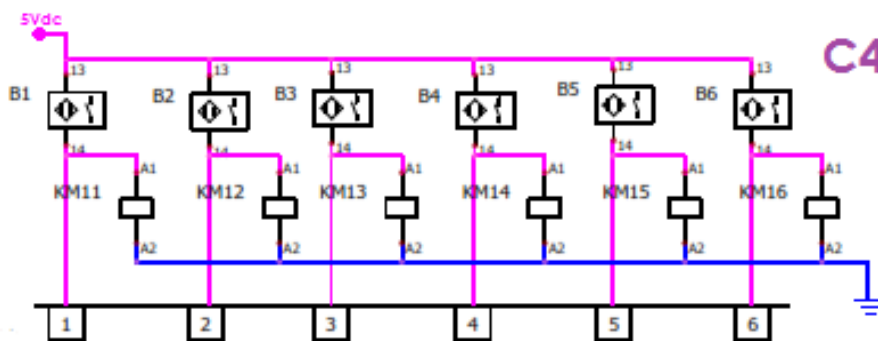 5Vdc
C4
13 13 13 13 13 13
B1 B2 B3 B4 B5 B6
14 14 14 14 14 14
A1 A1 A1 A1 A1 A1
KM11 KM12 KM13 KM14 KM15 KM16
A2 A2 A2 A2 A2 A2
1 2 3 4 5 6